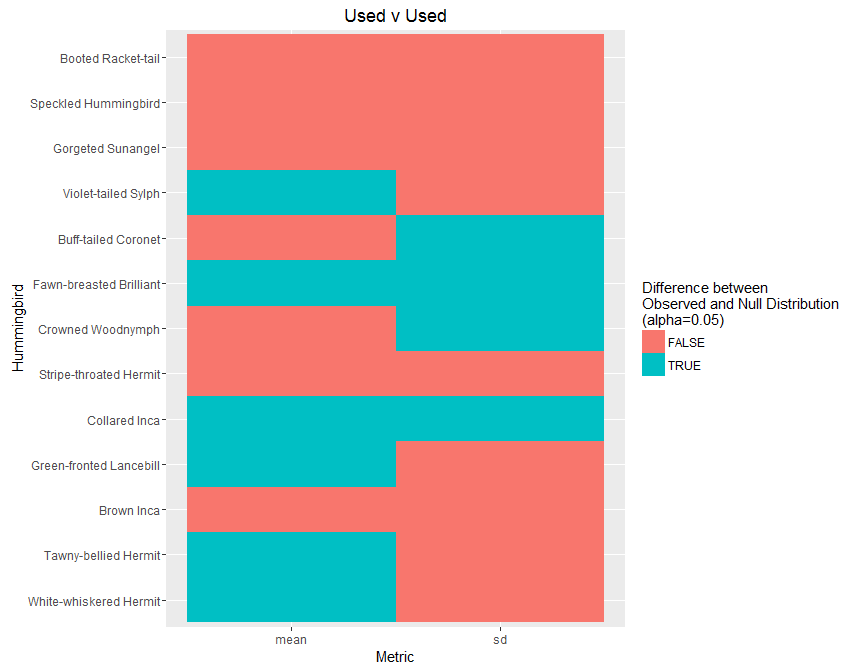 Used v Used
Hummingbird
Booted Racket-tail
Speckled Hummingbird
Gorgeted Sunangel
Violet-tailed Sylph
Buff-tailed Coronet
Fawn-breasted Brilliant
Crowned Woodnymph
Stripe-throated Hermit
Collared Inca
Green-fronted Lancebill
Brown Inca
Tawny-bellied Hermit
White-whiskered Hermit
mean
sd
Metric
Difference between
Observed and Null Distribution
(alpha=0.05)
FALSE
TRUE